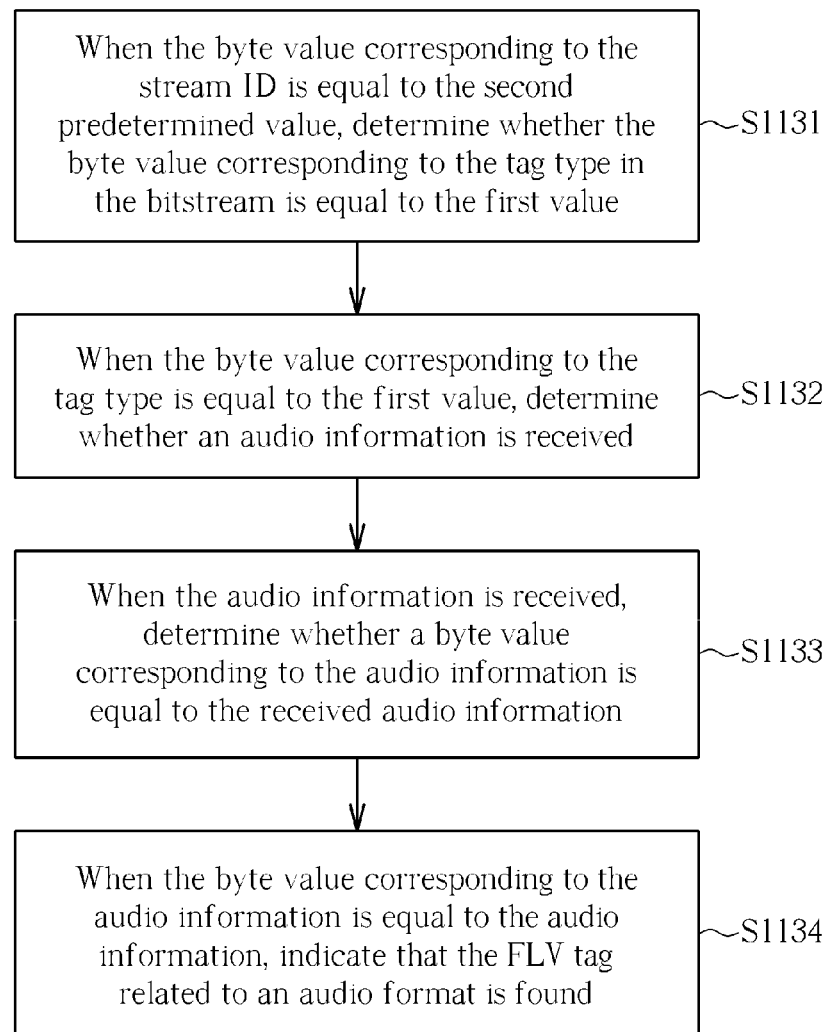 When the byte value corresponding to the
stream ID is equal to the second
predetermined value, determine whether the
byte value corresponding to the tag type in
the bitstream is equal to the first value
S1131
When the byte value corresponding to the
tag type is equal to the first value, determine
whether an audio information is received
S1132
When the audio information is received,
determine whether a byte value
corresponding to the audio information is
equal to the received audio information
S1133
When the byte value corresponding to the
audio information is equal to the audio
information, indicate that the FLV tag
related to an audio format is found
S1134